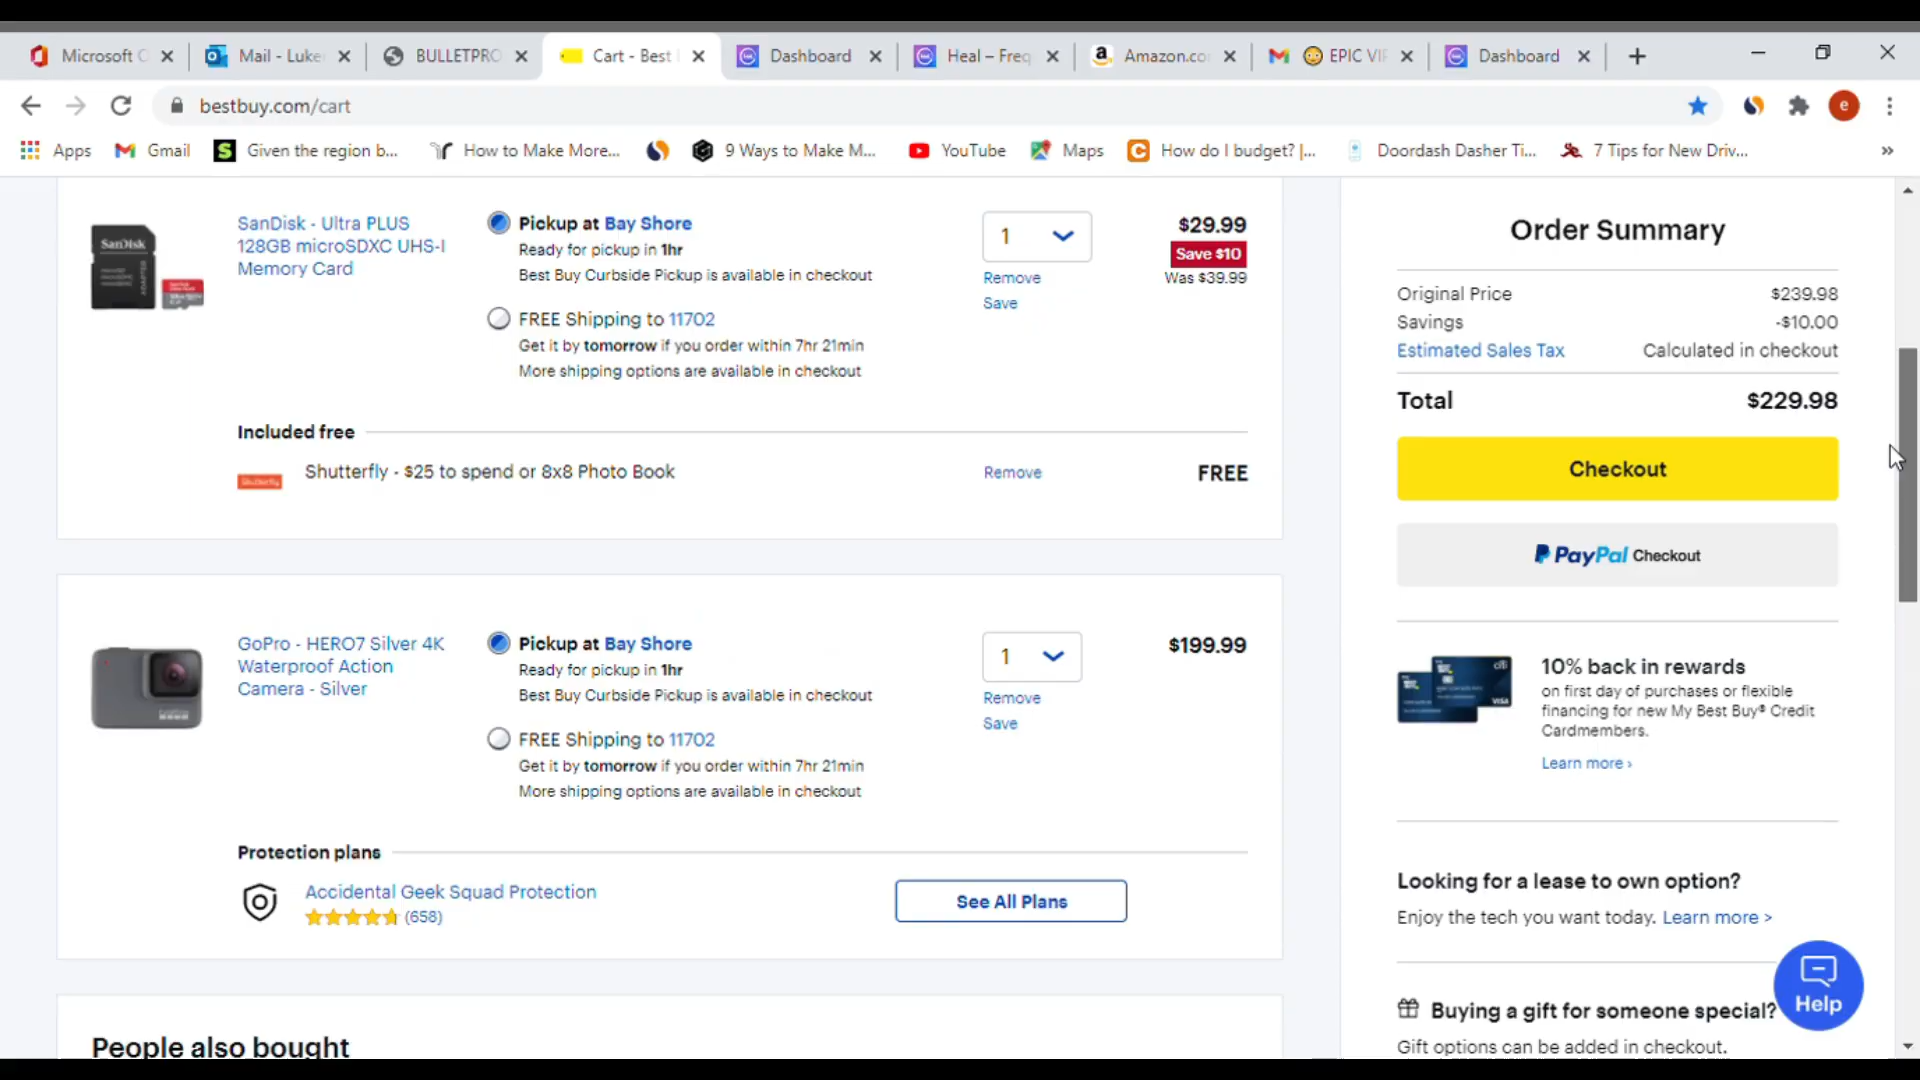 Microsoft O
Mail - Luke
BULLETPRO
Cart - Best
Dashboard
Heal – Freq
Amazon.co
EPIC VI
Dashboard
bestbuy.com/cart
e
Apps
Gmail
Given the region b...
How to Make More...
9 Ways to Make M...
YouTube
Maps
How do I budget? |...
Doordash Dasher Ti...
7 Tips for New Driv...
»
SanDisk
SanDisk - Ultra PLUS
128GB microSDXC UHS-I
Memory Card
Pickup at Bay Shore
Ready for pickup in 1hr
Best Buy Curbside Pickup is available in checkout
FREE Shipping to 11702
Get it by tomorrow if you order within 7hr 21min
More shipping options are available in checkout
1
Remove
Save
$29.99
Save $10
Was $39.99
Included free
Shutterfly
Shutterfly - $25 to spend or 8x8 Photo Book
Remove
FREE
GoPro - HERO7 Silver 4K
Waterproof Action
Camera - Silver
Pickup at Bay Shore
Ready for pickup in 1hr
Best Buy Curbside Pickup is available in checkout
FREE Shipping to 11702
Get it by tomorrow if you order within 7hr 21min
More shipping options are available in checkout
1
Remove
Save
$199.99
Protection plans
Accidental Geek Squad Protection
(658)
See All Plans
People also bought
Order Summary
Original Price $239.98
Savings -$10.00
Estimated Sales Tax Calculated in checkout
Total $229.98
Checkout
PayPal Checkout
citi
VISA
10% back in rewards
on first day of purchases or flexible
financing for new My Best Buy® Credit
Cardmembers.
Learn more ›
Looking for a lease to own option?
Enjoy the tech you want today. Learn more >
Buying a gift for someone special?
Gift options can be added in checkout.
Help